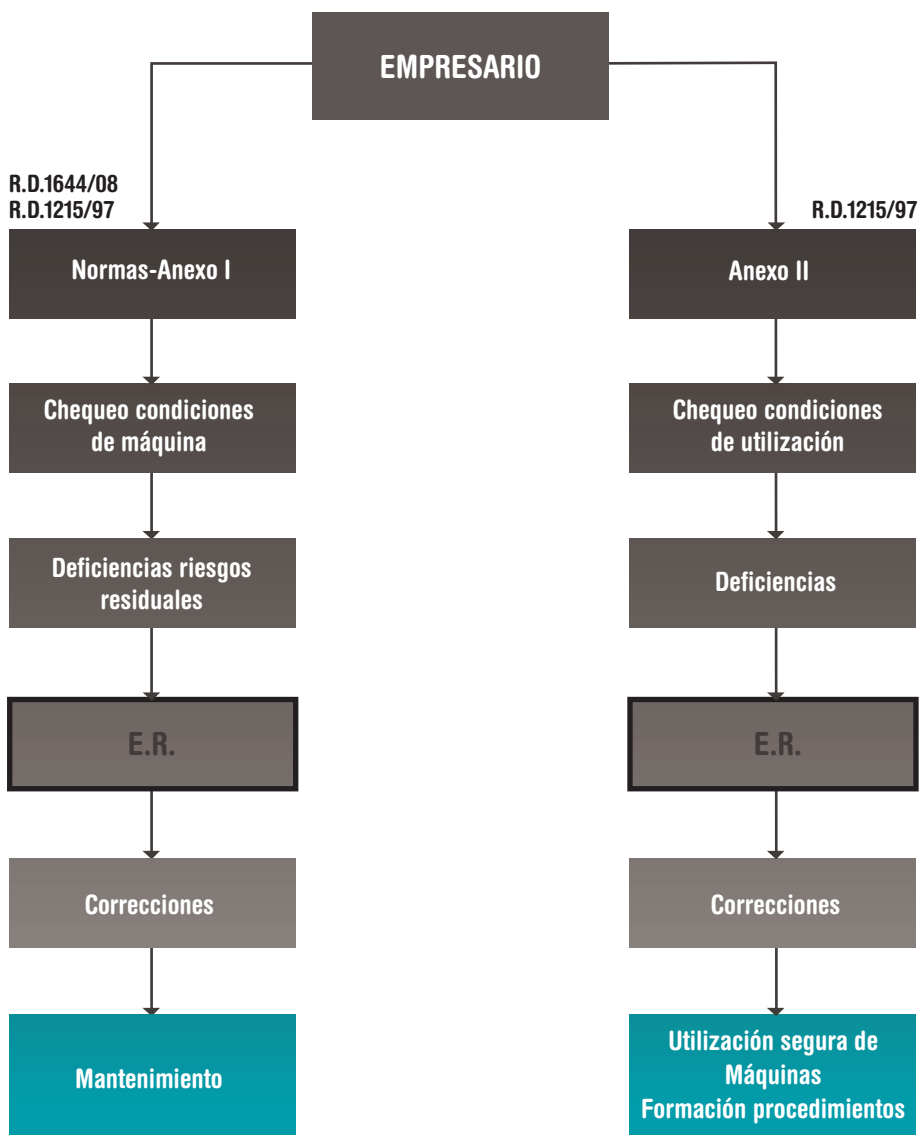 EMPRESARIO
R.D.1644/08
R.D.1215/97
Normas-Anexo I
Chequeo condiciones
de máquina
Deficiencias riesgos
residuales
E.R.
Correcciones
Mantenimiento
R.D.1215/97
Anexo II
Chequeo condiciones
de utilización
Deficiencias
E.R.
Correcciones
Utilización segura de
Máquinas
Formación procedimientos